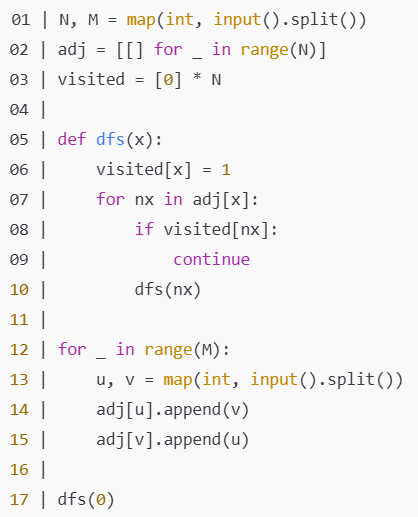 01 | N, M = map(int, input().split())
02 | adj = [[] for _ in range(N)]
03 | visited = [0] * N
04 |
05 | def dfs(x):
06 |     visited[x] = 1
07 |     for nx in adj[x]:
08 |         if visited[nx]:
09 |             continue
10 |         dfs(nx)
11 |
12 | for _ in range(M):
13 |     u, v = map(int, input().split())
14 |     adj[u].append(v)
15 |     adj[v].append(u)
16 |
17 | dfs(0)